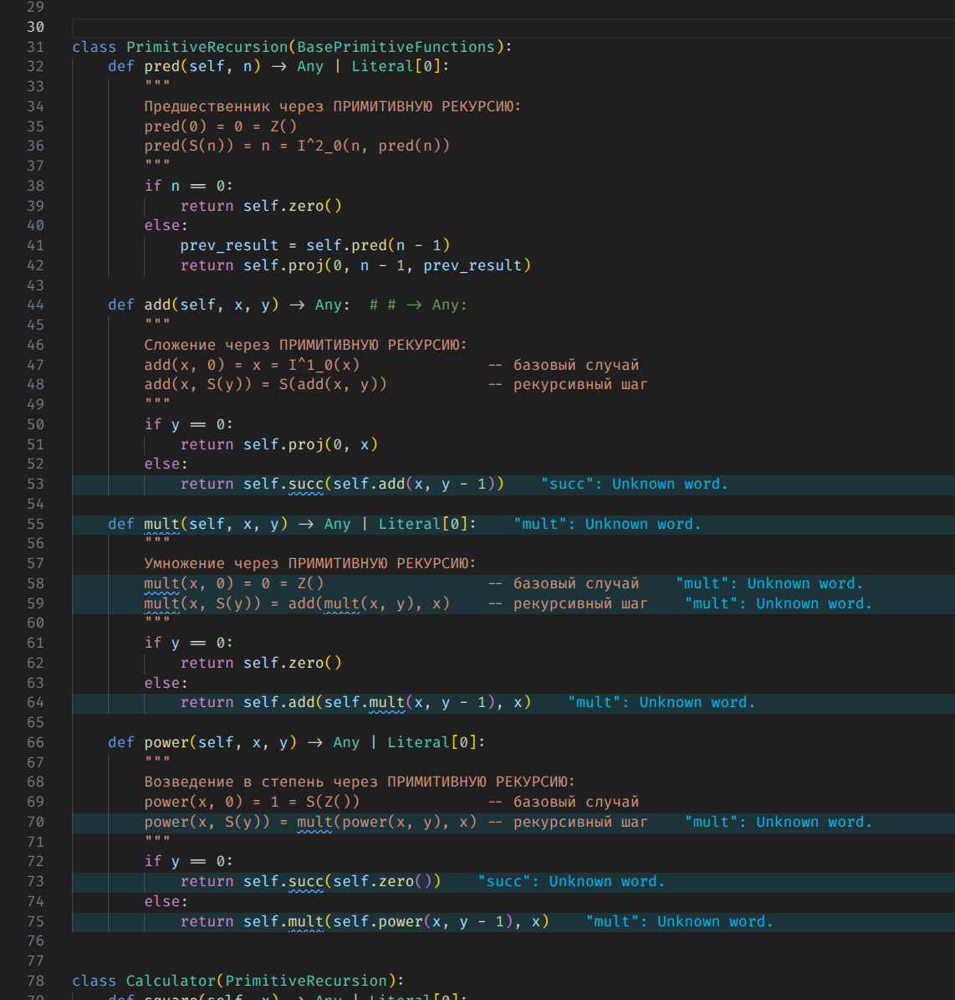 29
30
31 class PrimitiveRecursion(BasePrimitiveFunctions):
32 def pred(self, n) -> Any | Literal[0]:
33 """
34 Предшественник через ПРИМИТИВНУЮ РЕКУРСИЮ:
35 pred(0) = 0 = Z()
36 pred(S(n)) = n = I^2_0(n, pred(n))
37 """
38 if n == 0:
39 return self.zero()
40 else:
41 prev_result = self.pred(n - 1)
42 return self.proj(0, n - 1, prev_result)
43
44 def add(self, x, y) -> Any: # # -> Any:
45 """
46 Сложение через ПРИМИТИВНУЮ РЕКУРСИЮ:
47 add(x, 0) = x = I^1_0(x) -- базовый случай
48 add(x, S(y)) = S(add(x, y)) -- рекурсивный шаг
49 """
50 if y == 0:
51 return self.proj(0, x)
52 else:
53 return self.succ(self.add(x, y - 1)) "succ": Unknown word.
54
55 def mult(self, x, y) -> Any | Literal[0]: "mult": Unknown word.
56 """
57 Умножение через ПРИМИТИВНУЮ РЕКУРСИЮ:
58 mult(x, 0) = 0 = Z() -- базовый случай "mult": Unknown word.
59 mult(x, S(y)) = add(mult(x, y), x) -- рекурсивный шаг "mult": Unknown word.
60 """
61 if y == 0:
62 return self.zero()
63 else:
64 return self.add(self.mult(x, y - 1), x) "mult": Unknown word.
65
66 def power(self, x, y) -> Any | Literal[0]:
67 """
68 Возведение в степень через ПРИМИТИВНУЮ РЕКУРСИЮ:
69 power(x, 0) = 1 = S(Z()) -- базовый случай
70 power(x, S(y)) = mult(power(x, y), x) -- рекурсивный шаг "mult": Unknown word.
71 """
72 if y == 0:
73 return self.succ(self.zero()) "succ": Unknown word.
74 else:
75 return self.mult(self.power(x, y - 1), x) "mult": Unknown word.
76
77
78 class Calculator(PrimitiveRecursion):
79 def square(self, x) -> Any | Literal[0]: